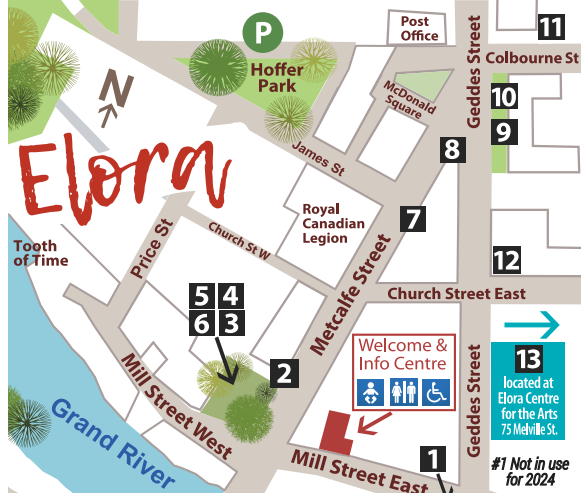 Post
Office
11
P
Geddes Street
Colbourne St
Hoffer
Park
N
McDonald
Square
10
9
Elora
James St
8
Royal
Canadian
Legion
7
Tooth
of Time
Price St
Church St W
12
5 4
6 3
Metcalfe Street
Church Street East
Welcome &
Info Centre
13
located at
Elora Centre
for the Arts
75 Melville St.
2
Mill Street West
Geddes Street
Grand River
1
Mill Street East
#1 Not in use
for 2024